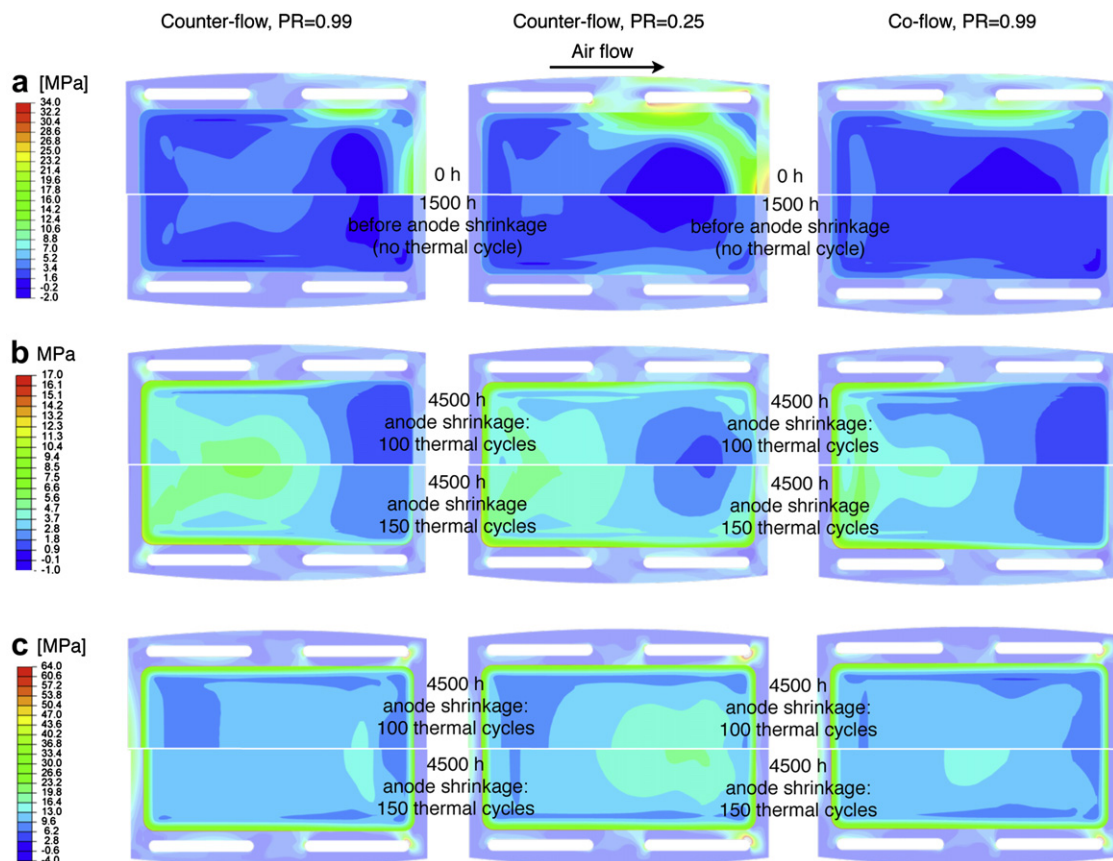 Counter-flow, PR=0.99
Counter-flow, PR=0.25
Co-flow, PR=0.99
Air flow
a [MPa]
34.0
32.2
30.4
28.6
26.8
25.0
23.2
21.4
19.6
17.8
16.0
14.2
12.4
10.6
8.8
7.0
5.2
3.4
1.6
-0.2
-2.0
0 h
1500 h
before anode shrinkage
(no thermal cycle)
0 h
1500 h
before anode shrinkage
(no thermal cycle)
b MPa
17.0
16.1
15.1
14.2
13.2
12.3
11.3
10.4
9.4
8.5
7.5
6.6
5.6
4.7
3.7
2.8
1.8
0.9
-0.1
-1.0
4500 h
anode shrinkage:
100 thermal cycles
4500 h
anode shrinkage
150 thermal cycles
4500 h
anode shrinkage:
100 thermal cycles
4500 h
anode shrinkage
150 thermal cycles
c [MPa]
64.0
60.6
57.2
53.8
50.4
47.0
43.6
40.2
36.8
33.4
30.0
26.6
23.2
19.8
16.4
13.0
9.6
6.2
2.8
-0.6
-4.0
4500 h
anode shrinkage:
100 thermal cycles
4500 h
anode shrinkage:
150 thermal cycles
4500 h
anode shrinkage:
100 thermal cycles
4500 h
anode shrinkage:
150 thermal cycles